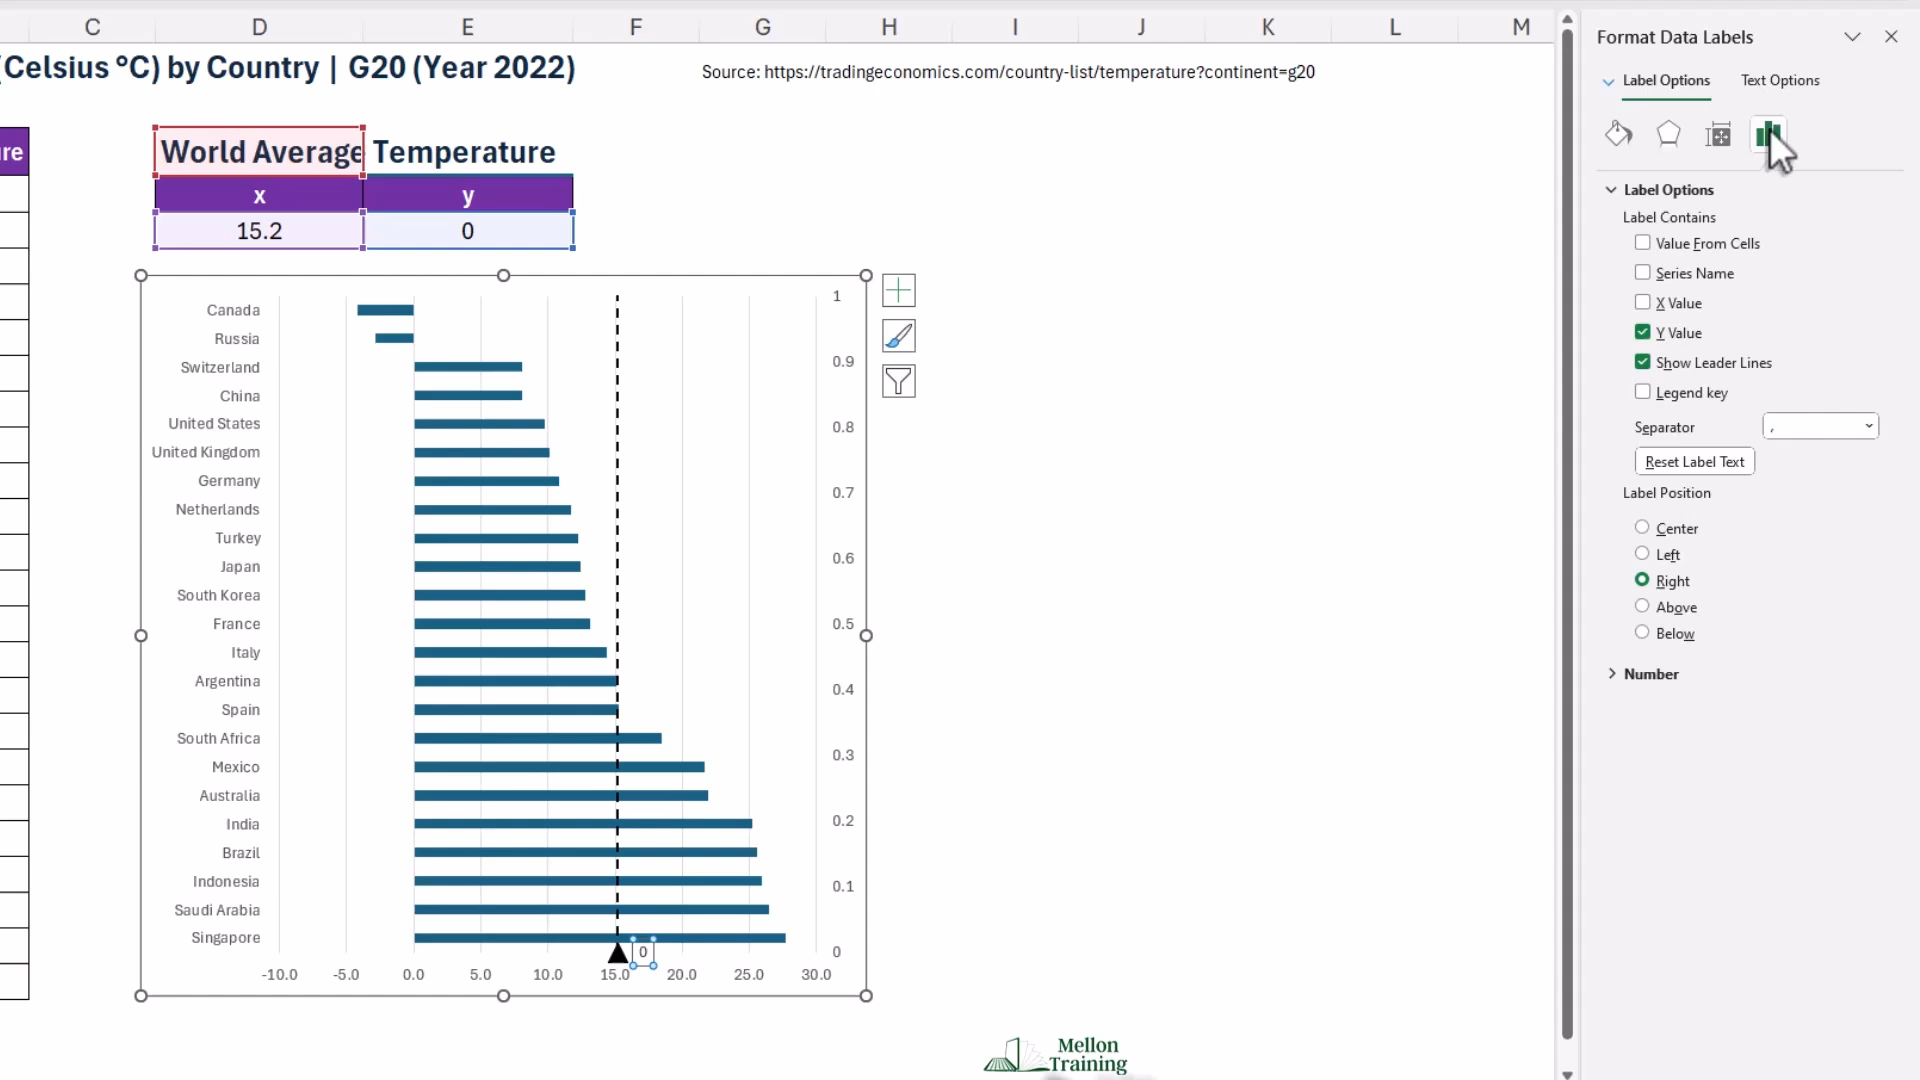 C D E F G H I J K L M
(Celsius °C) by Country | G20 (Year 2022)
Source: https://tradingeconomics.com/country-list/temperature?continent=g20
re
World Average Temperature
x y
15.2 0
Canada
Russia
Switzerland
China
United States
United Kingdom
Germany
Netherlands
Turkey
Japan
South Korea
France
Italy
Argentina
Spain
South Africa
Mexico
Australia
India
Brazil
Indonesia
Saudi Arabia
Singapore
1
0.9
0.8
0.7
0.6
0.5
0.4
0.3
0.2
0.1
0
0
-10.0 -5.0 0.0 5.0 10.0 15.0 20.0 25.0 30.0
Mellon
Training
Format Data Labels
Label Options Text Options
Label Options
Label Contains
Value From Cells
Series Name
X Value
Y Value
Show Leader Lines
Legend key
Separator ,
Reset Label Text
Label Position
Center
Left
Right
Above
Below
Number